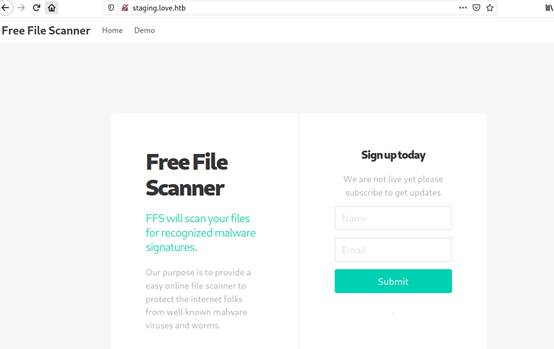 staging.love.htb
Free File Scanner Home Demo
Free File
Scanner
FFS will scan your files
for recognized malware
signatures.
Our purpose is to provide a
easy online file scanner to
protect the internet folks
from well known malware
viruses and worms.
Sign up today
We are not live yet please
subscribe to get updates
Name
Email
Submit